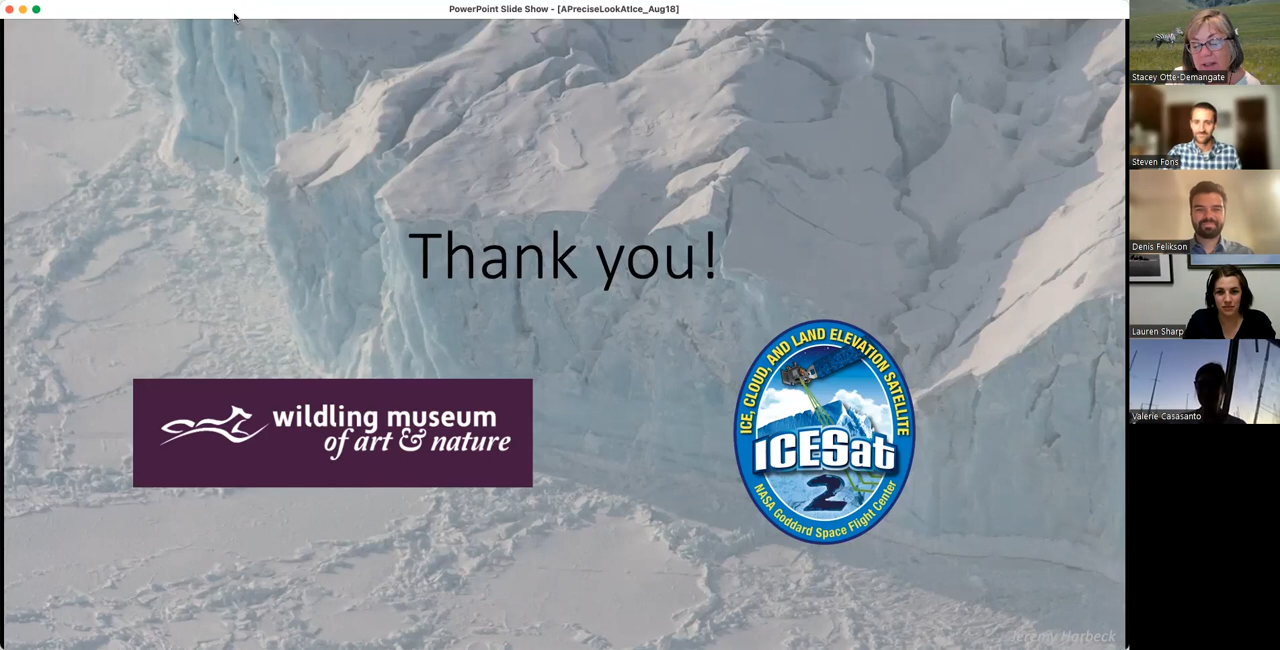 PowerPoint Slide Show - [APreciseLookAtIce_Aug18]
Thank you!
wildling museum
of art & nature
ICE, CLOUD, AND LAND ELEVATION SATELLITE
ICESat
2
NASA Goddard Space Flight Center
Jeremy Harbeck
Stacey Otte-Demangate
Steven Fons
Denis Felikson
Lauren Sharp
Valerie Casasanto